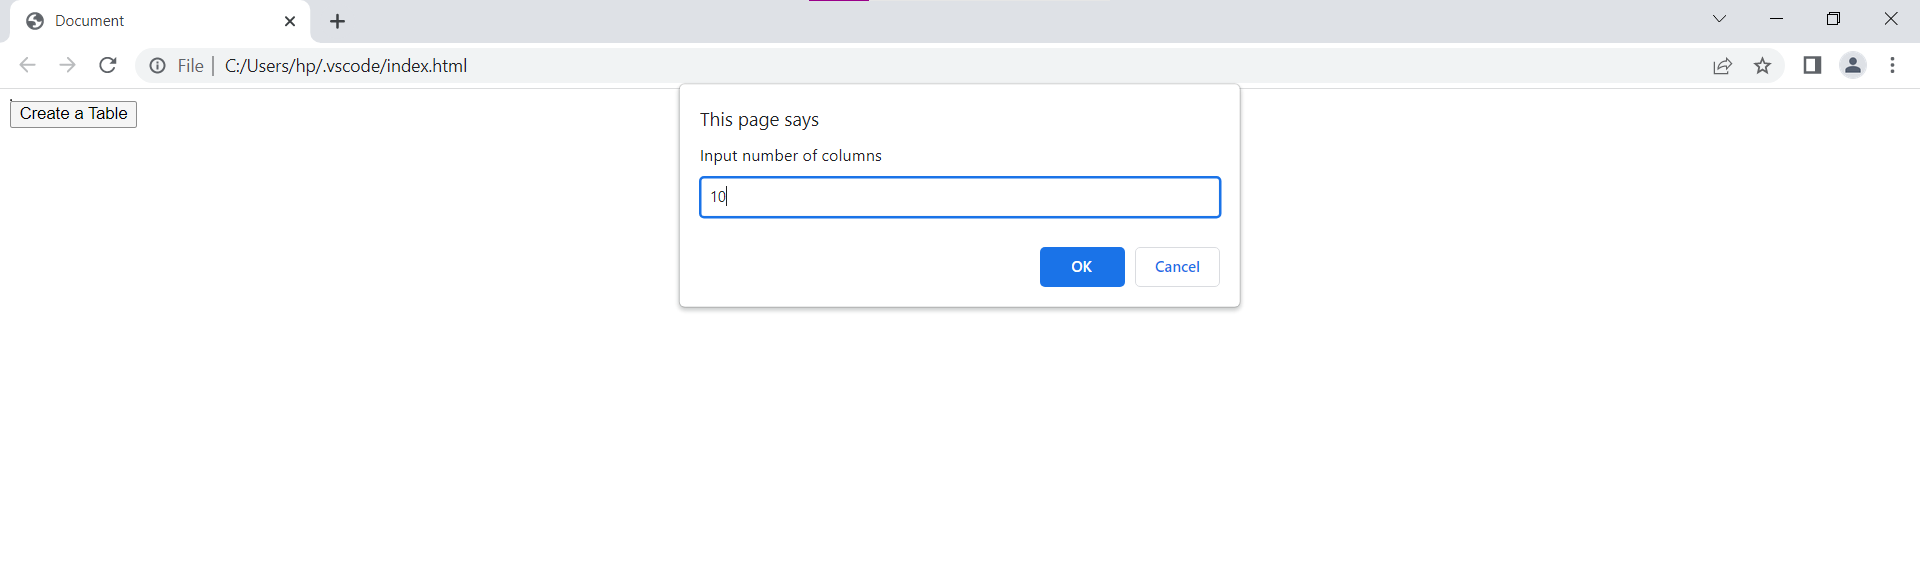 Document
File C:/Users/hp/.vscode/index.html
Create a Table
This page says
Input number of columns
10
OK Cancel